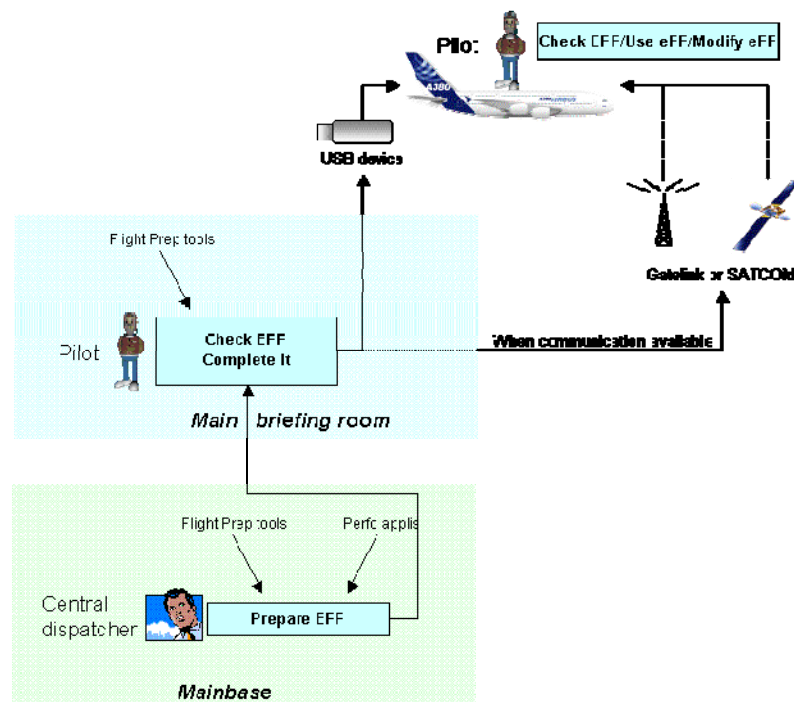 Pilot:
Check EFF/Use eFF/Modify eFF
A380
USB device
Flight Prep tools
Gatelink or SATCOM
Pilot
Check EFF
Complete It
When communication available
Main briefing room
Flight Prep tools
Perfo applis
Central
dispatcher
Prepare EFF
Mainbase